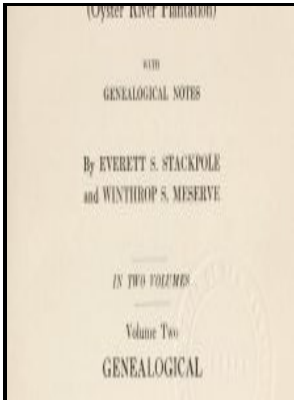 (Oyster River Plantation)
WITH
GENEALOGICAL NOTES
By EVERETT S. STACKPOLE
and WINTHROP S. MESERVE
IN TWO VOLUMES
Volume Two
GENEALOGICAL